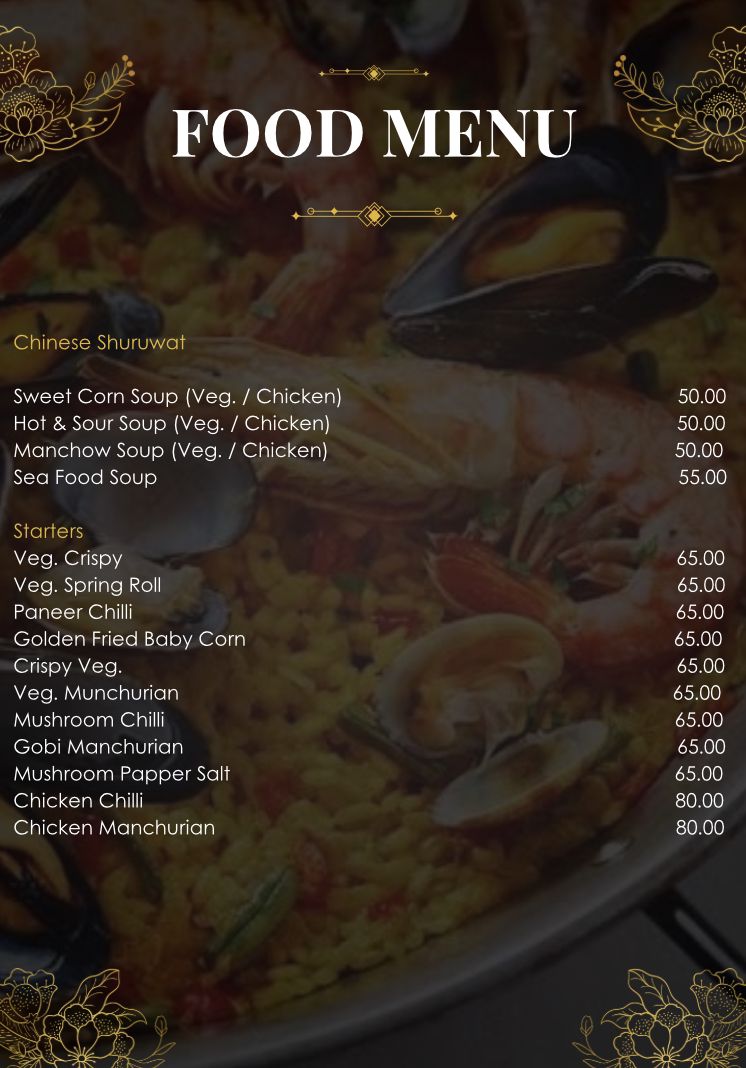 FOOD MENU
Chinese Shuruwat
Sweet Corn Soup (Veg. / Chicken) 50.00
Hot & Sour Soup (Veg. / Chicken) 50.00
Manchow Soup (Veg. / Chicken) 50.00
Sea Food Soup 55.00
Starters
Veg. Crispy 65.00
Veg. Spring Roll 65.00
Paneer Chilli 65.00
Golden Fried Baby Corn 65.00
Crispy Veg. 65.00
Veg. Munchurian 65.00
Mushroom Chilli 65.00
Gobi Manchurian 65.00
Mushroom Papper Salt 65.00
Chicken Chilli 80.00
Chicken Manchurian 80.00